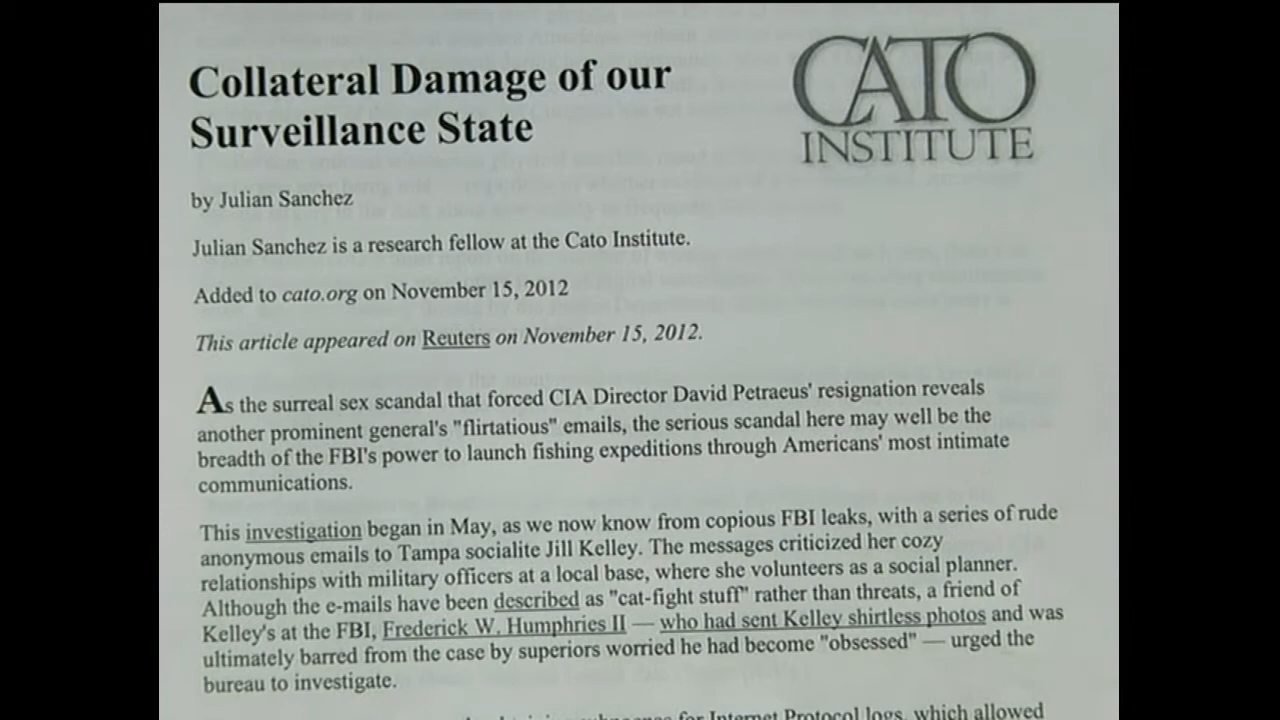 Collateral Damage of our
Surveillance State
CATO
INSTITUTE
by Julian Sanchez
Julian Sanchez is a research fellow at the Cato Institute.
Added to cato.org on November 15, 2012
This article appeared on Reuters on November 15, 2012.
As the surreal sex scandal that forced CIA Director David Petraeus' resignation reveals
another prominent general's "flirtatious" emails, the serious scandal here may well be the
breadth of the FBI's power to launch fishing expeditions through Americans' most intimate
communications.
This investigation began in May, as we now know from copious FBI leaks, with a series of rude
anonymous emails to Tampa socialite Jill Kelley. The messages criticized her cozy
relationships with military officers at a local base, where she volunteers as a social planner.
Although the e-mails have been described as "cat-fight stuff" rather than threats, a friend of
Kelley's at the FBI, Frederick W. Humphries II — who had sent Kelley shirtless photos and was
ultimately barred from the case by superiors worried he had become "obsessed" — urged the
bureau to investigate.
for Internet Protocol logs, which allowed